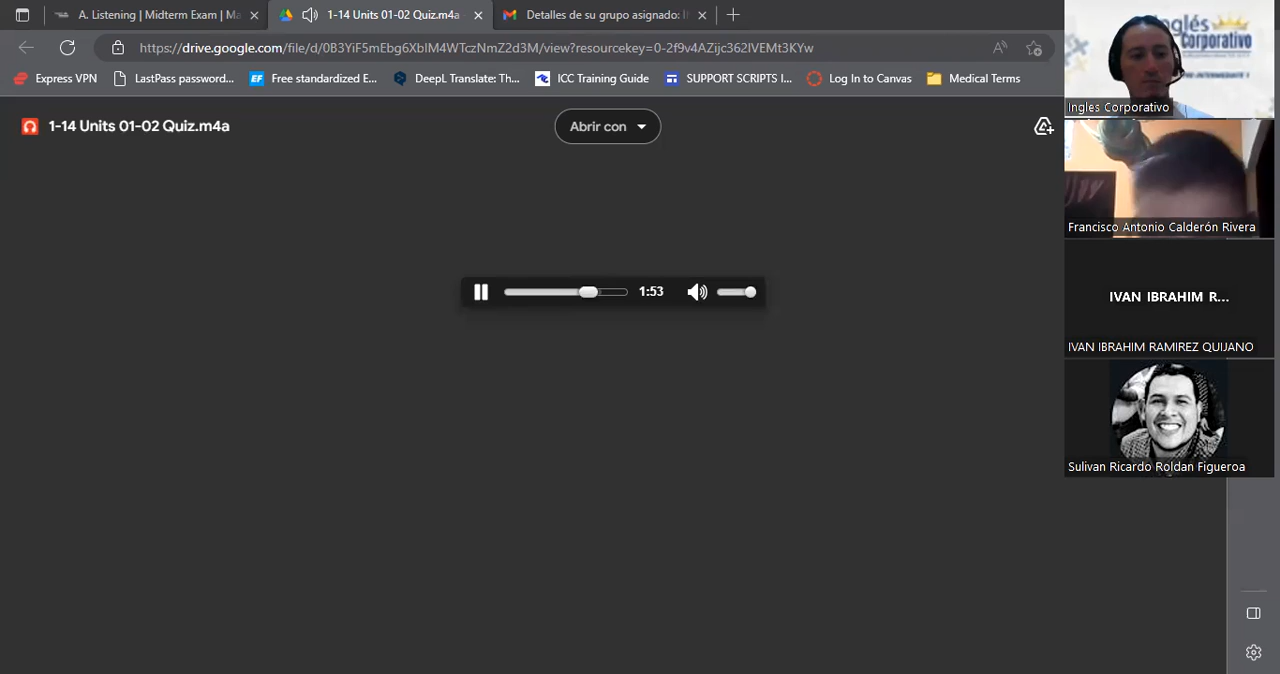 A. Listening | Midterm Exam | Ma
1-14 Units 01-02 Quiz.m4a
Detalles de su grupo asignado: I
https://drive.google.com/file/d/0B3YiF5mEbg6XblM4WTczNmZ2d3M/view?resourcekey=0-2f9v4AZijc362lVEMt3KYw
Express VPN
LastPass password...
EF Free standardized E...
DeepL Translate: Th...
ICC Training Guide
SUPPORT SCRIPTS I...
Log In to Canvas
Medical Terms
1-14 Units 01-02 Quiz.m4a
Abrir con
1:53
Inglés
Corporativo
Ingles Corporativo
Francisco Antonio Calderón Rivera
IVAN IBRAHIM R...
IVAN IBRAHIM RAMIREZ QUIJANO
Sulivan Ricardo Roldan Figueroa